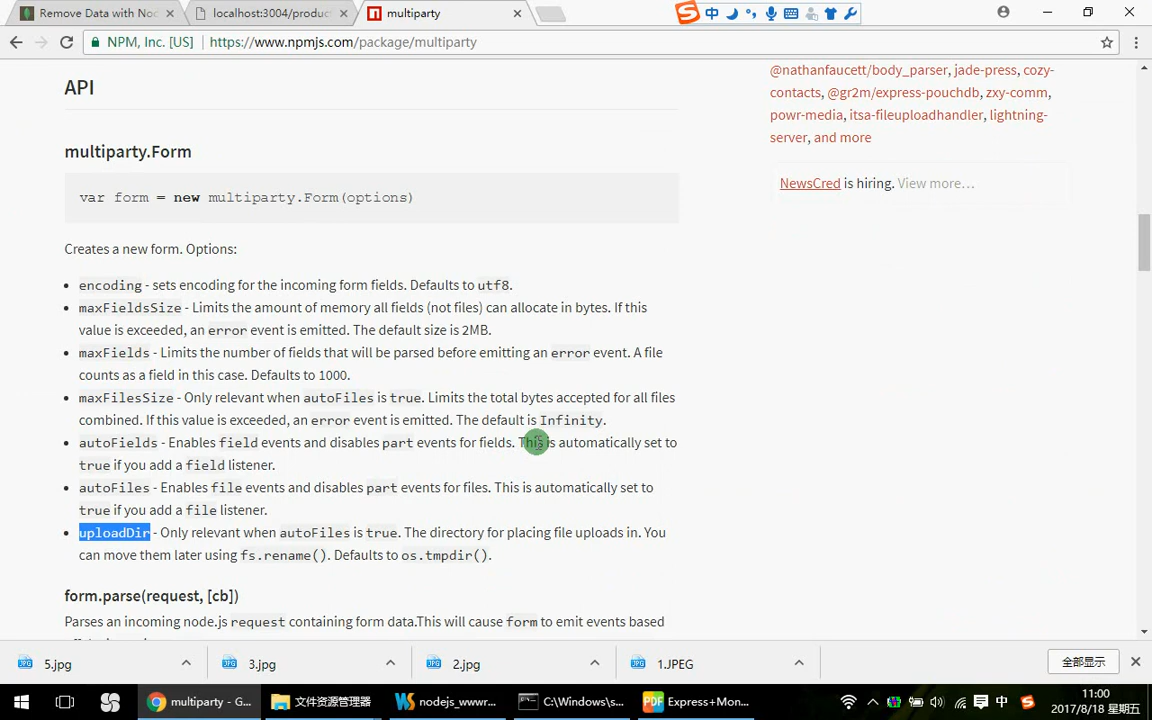 Remove Data with No
localhost:3004/produc
multiparty
中
NPM, Inc. [US]
https://www.npmjs.com/package/multiparty
API
multiparty.Form
var form = new multiparty.Form(options)
Creates a new form. Options:
encoding - sets encoding for the incoming form fields. Defaults to utf8.
maxFieldsSize - Limits the amount of memory all fields (not files) can allocate in bytes. If this
value is exceeded, an error event is emitted. The default size is 2MB.
maxFields - Limits the number of fields that will be parsed before emitting an error event. A file
counts as a field in this case. Defaults to 1000.
maxFilesSize - Only relevant when autoFiles is true. Limits the total bytes accepted for all files
combined. If this value is exceeded, an error event is emitted. The default is Infinity.
autoFields - Enables field events and disables part events for fields. This is automatically set to
true if you add a field listener.
autoFiles - Enables file events and disables part events for files. This is automatically set to
true if you add a file listener.
uploadDir - Only relevant when autoFiles is true. The directory for placing file uploads in. You
can move them later using fs.rename(). Defaults to os.tmpdir().
form.parse(request, [cb])
Parses an incoming node.js request containing form data.This will cause form to emit events based
@nathanfaucett/body_parser, jade-press, cozy-
contacts, @gr2m/express-pouchdb, zxy-comm,
powr-media, itsa-fileuploadhandler, lightning-
server, and more
NewsCred is hiring. View more…
5.jpg
3.jpg
2.jpg
1.JPEG
全部显示
multiparty - G...
文件资源管理器
nodejs_wwwr...
C:\Windows\s...
Express+Mon...
11:00
2017/8/18 星期五